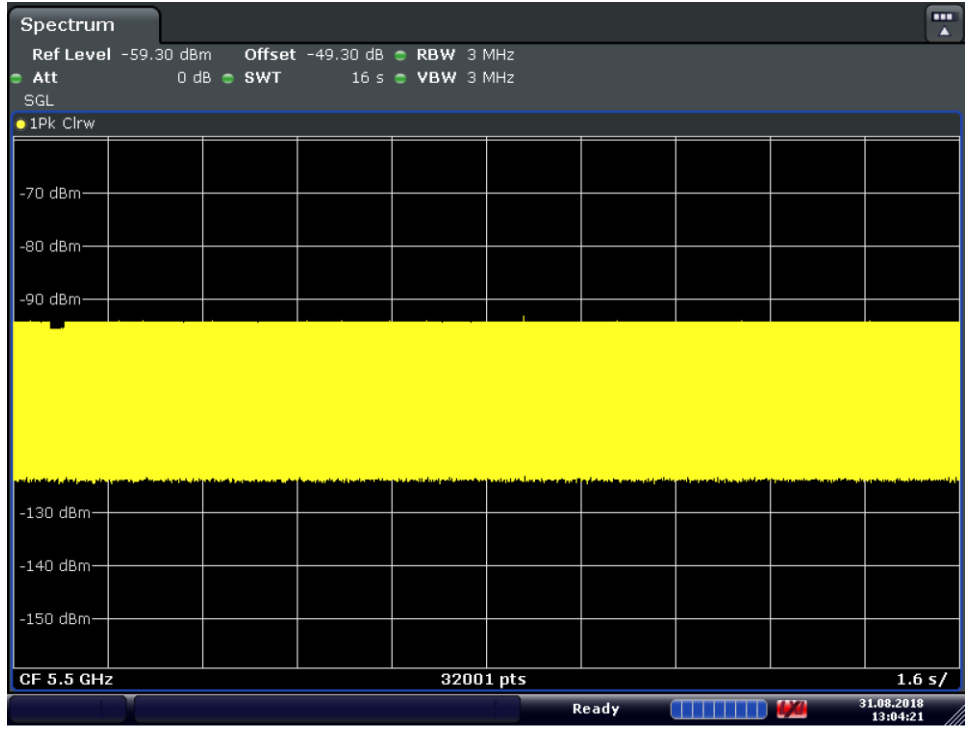 Spectrum
Ref Level -59.30 dBm Offset -49.30 dB RBW 3 MHz
Att 0 dB SWT 16 s VBW 3 MHz
SGL
1Pk Clrw
-70 dBm
-80 dBm
-90 dBm
-130 dBm
-140 dBm
-150 dBm
CF 5.5 GHz 32001 pts 1.6 s/
Ready 31.08.2018
13:04:21